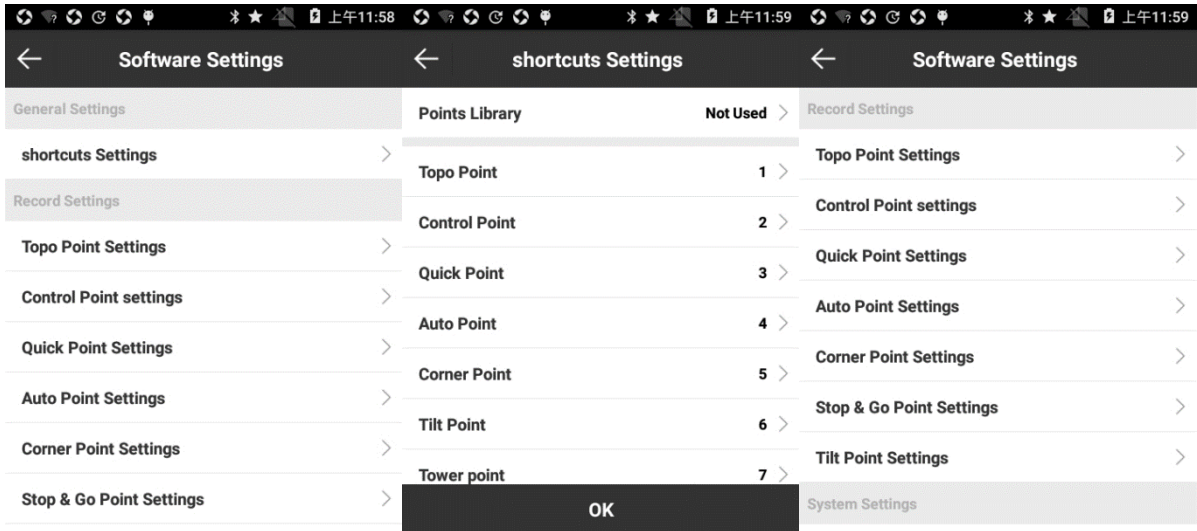 上午11:58
Software Settings
General Settings
shortcuts Settings
Record Settings
Topo Point Settings
Control Point settings
Quick Point Settings
Auto Point Settings
Corner Point Settings
Stop & Go Point Settings
上午11:59
shortcuts Settings
Points Library Not Used
Topo Point 1
Control Point 2
Quick Point 3
Auto Point 4
Corner Point 5
Tilt Point 6
Tower point 7
OK
上午11:59
Software Settings
Record Settings
Topo Point Settings
Control Point settings
Quick Point Settings
Auto Point Settings
Corner Point Settings
Stop & Go Point Settings
Tilt Point Settings
System Settings